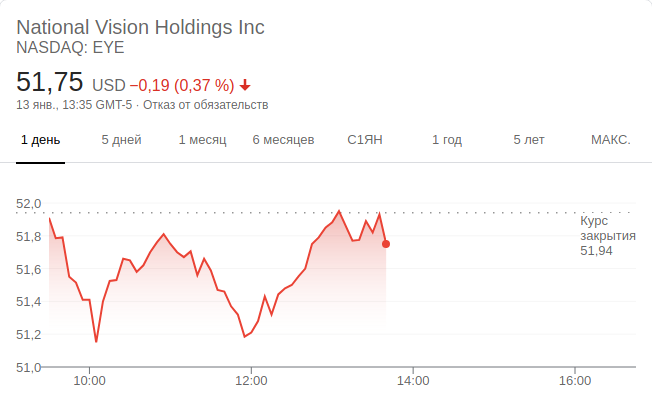 National Vision Holdings Inc
NASDAQ: EYE
51,75 USD −0,19 (0,37 %)
13 янв., 13:35 GMT-5 · Отказ от обязательств
1 день 5 дней 1 месяц 6 месяцев С1ЯН 1 год 5 лет МАКС.
52,0
51,8
51,6
51,4
51,2
51,0
Курс
закрытия
51,94
10:00 12:00 14:00 16:00